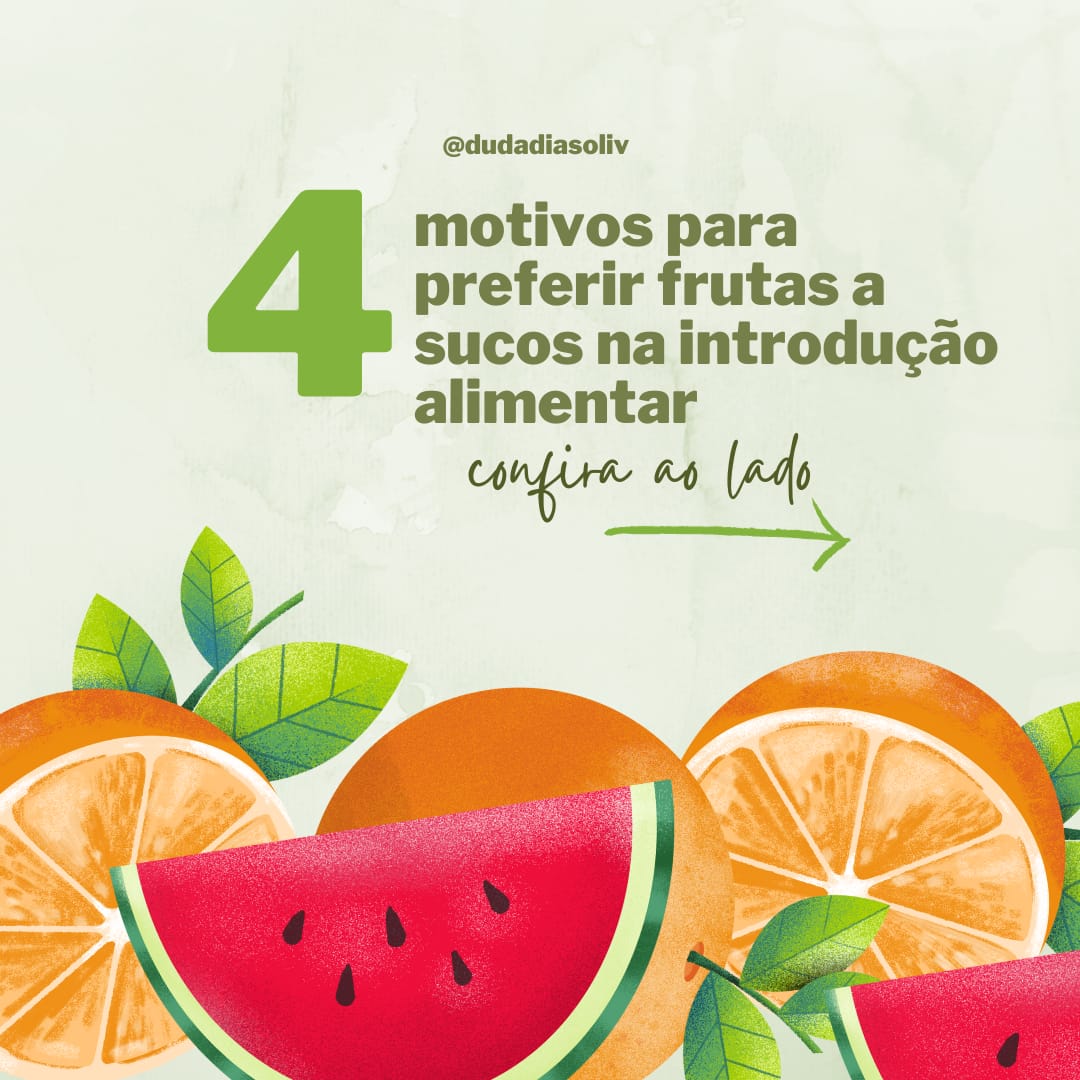 @dudadiasoliv
4
motivos para
preferir frutas a
sucos na introdução
alimentar
confira ao lado